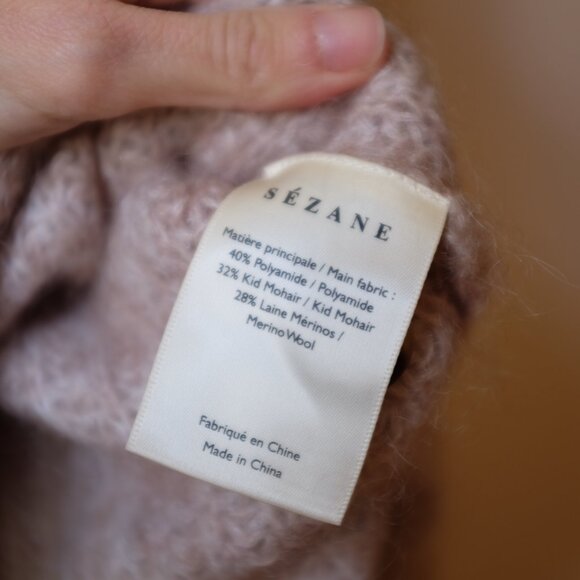 SÉZANE
Matière principale / Main fabric :
40% Polyamide / Polyamide
32% Kid Mohair / Kid Mohair
28% Laine Mérinos /
Merino Wool
Fabriqué en Chine
Made in China